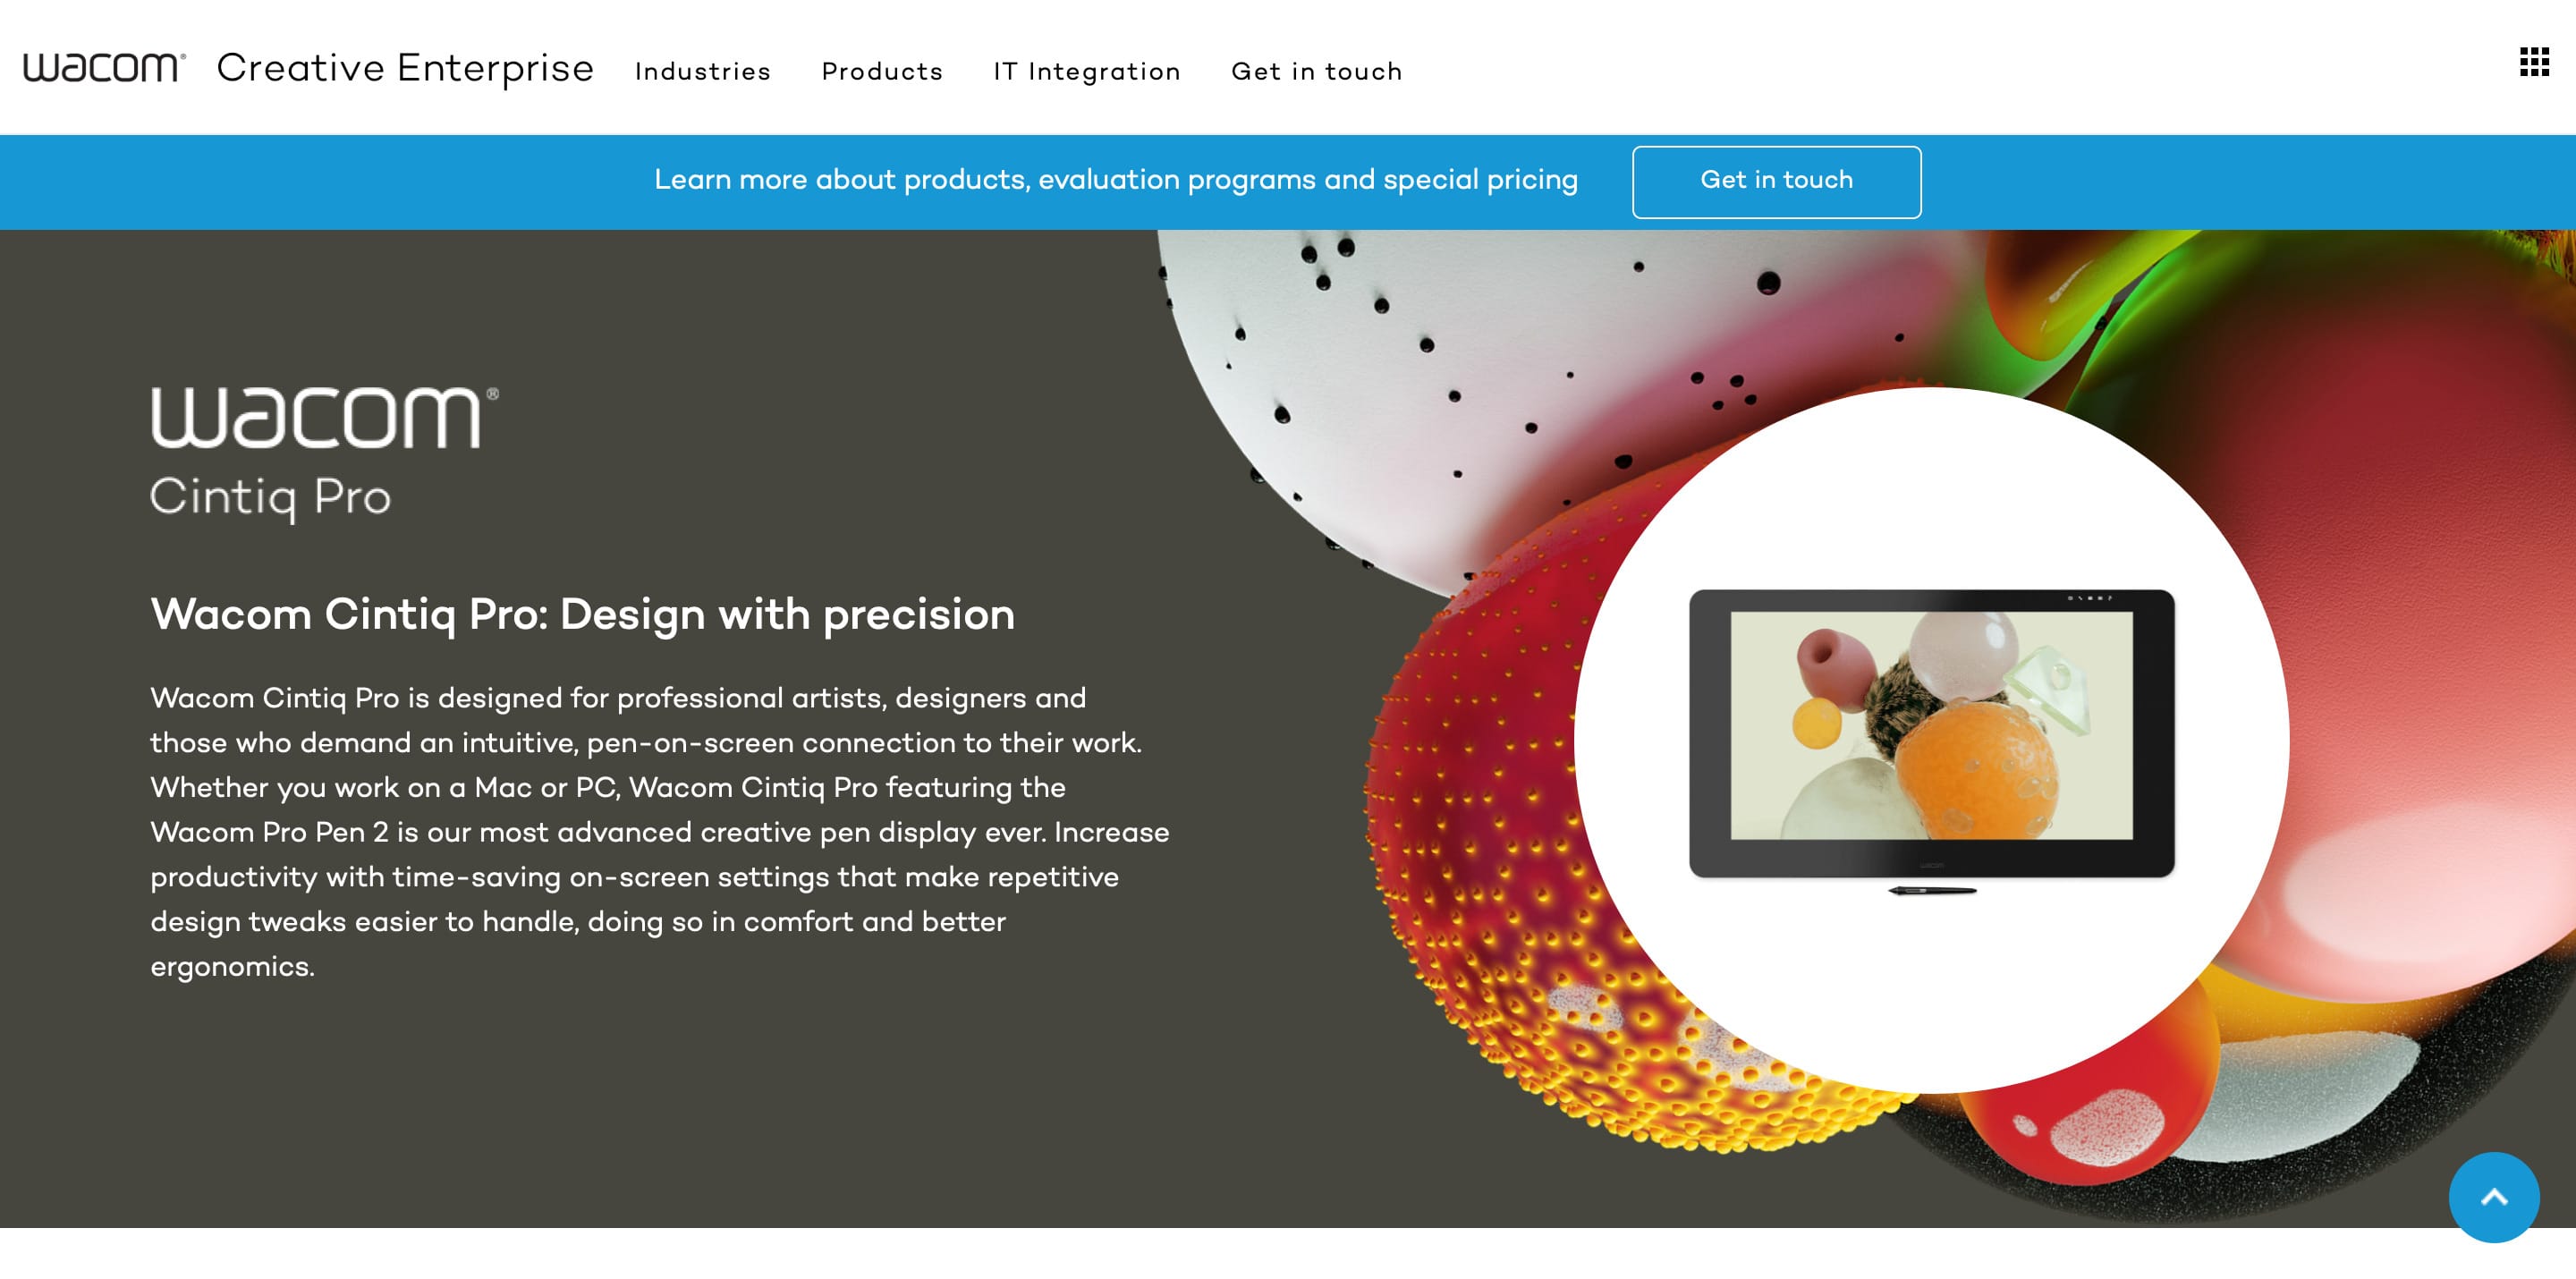 wacom® Creative Enterprise Industries Products IT Integration Get in touch
Learn more about products, evaluation programs and special pricing Get in touch
wacom®
Cintiq Pro
Wacom Cintiq Pro: Design with precision
Wacom Cintiq Pro is designed for professional artists, designers and
those who demand an intuitive, pen-on-screen connection to their work.
Whether you work on a Mac or PC, Wacom Cintiq Pro featuring the
Wacom Pro Pen 2 is our most advanced creative pen display ever. Increase
productivity with time-saving on-screen settings that make repetitive
design tweaks easier to handle, doing so in comfort and better
ergonomics.
wacom